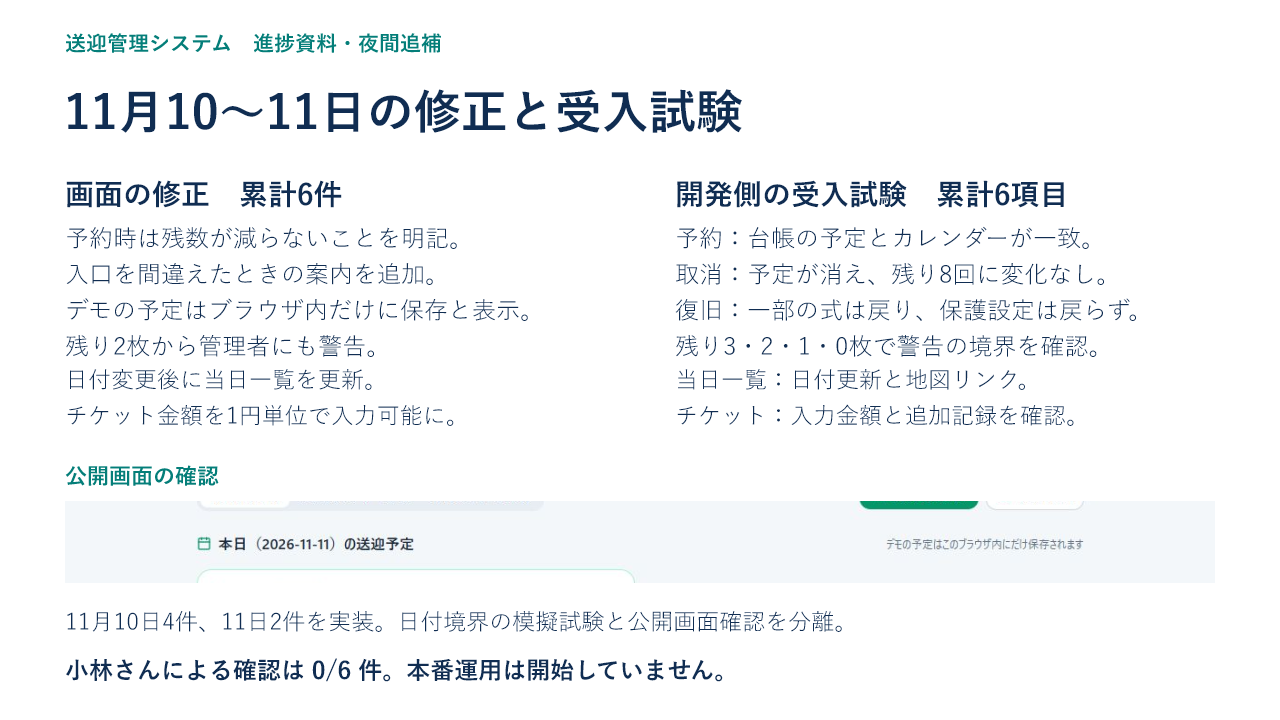 送迎管理システム　進捗資料・夜間追補
11月10〜11日の修正と受入試験
画面の修正　累計6件
予約時は残数が減らないことを明記。
入口を間違えたときの案内を追加。
デモの予定はブラウザ内だけに保存と表示。
残り2枚から管理者にも警告。
日付変更後に当日一覧を更新。
チケット金額を1円単位で入力可能に。
開発側の受入試験　累計6項目
予約：台帳の予定とカレンダーが一致。
取消：予定が消え、残り8回に変化なし。
復旧：一部の式は戻り、保護設定は戻らず。
残り3・2・1・0枚で警告の境界を確認。
当日一覧：日付更新と地図リンク。
チケット：入力金額と追加記録を確認。
公開画面の確認
本日（2026-11-11）の送迎予定
デモの予定はこのブラウザ内にだけ保存されます
11月10日4件、11日2件を実装。日付境界の模擬試験と公開画面確認を分離。
小林さんによる確認は 0/6 件。本番運用は開始していません。